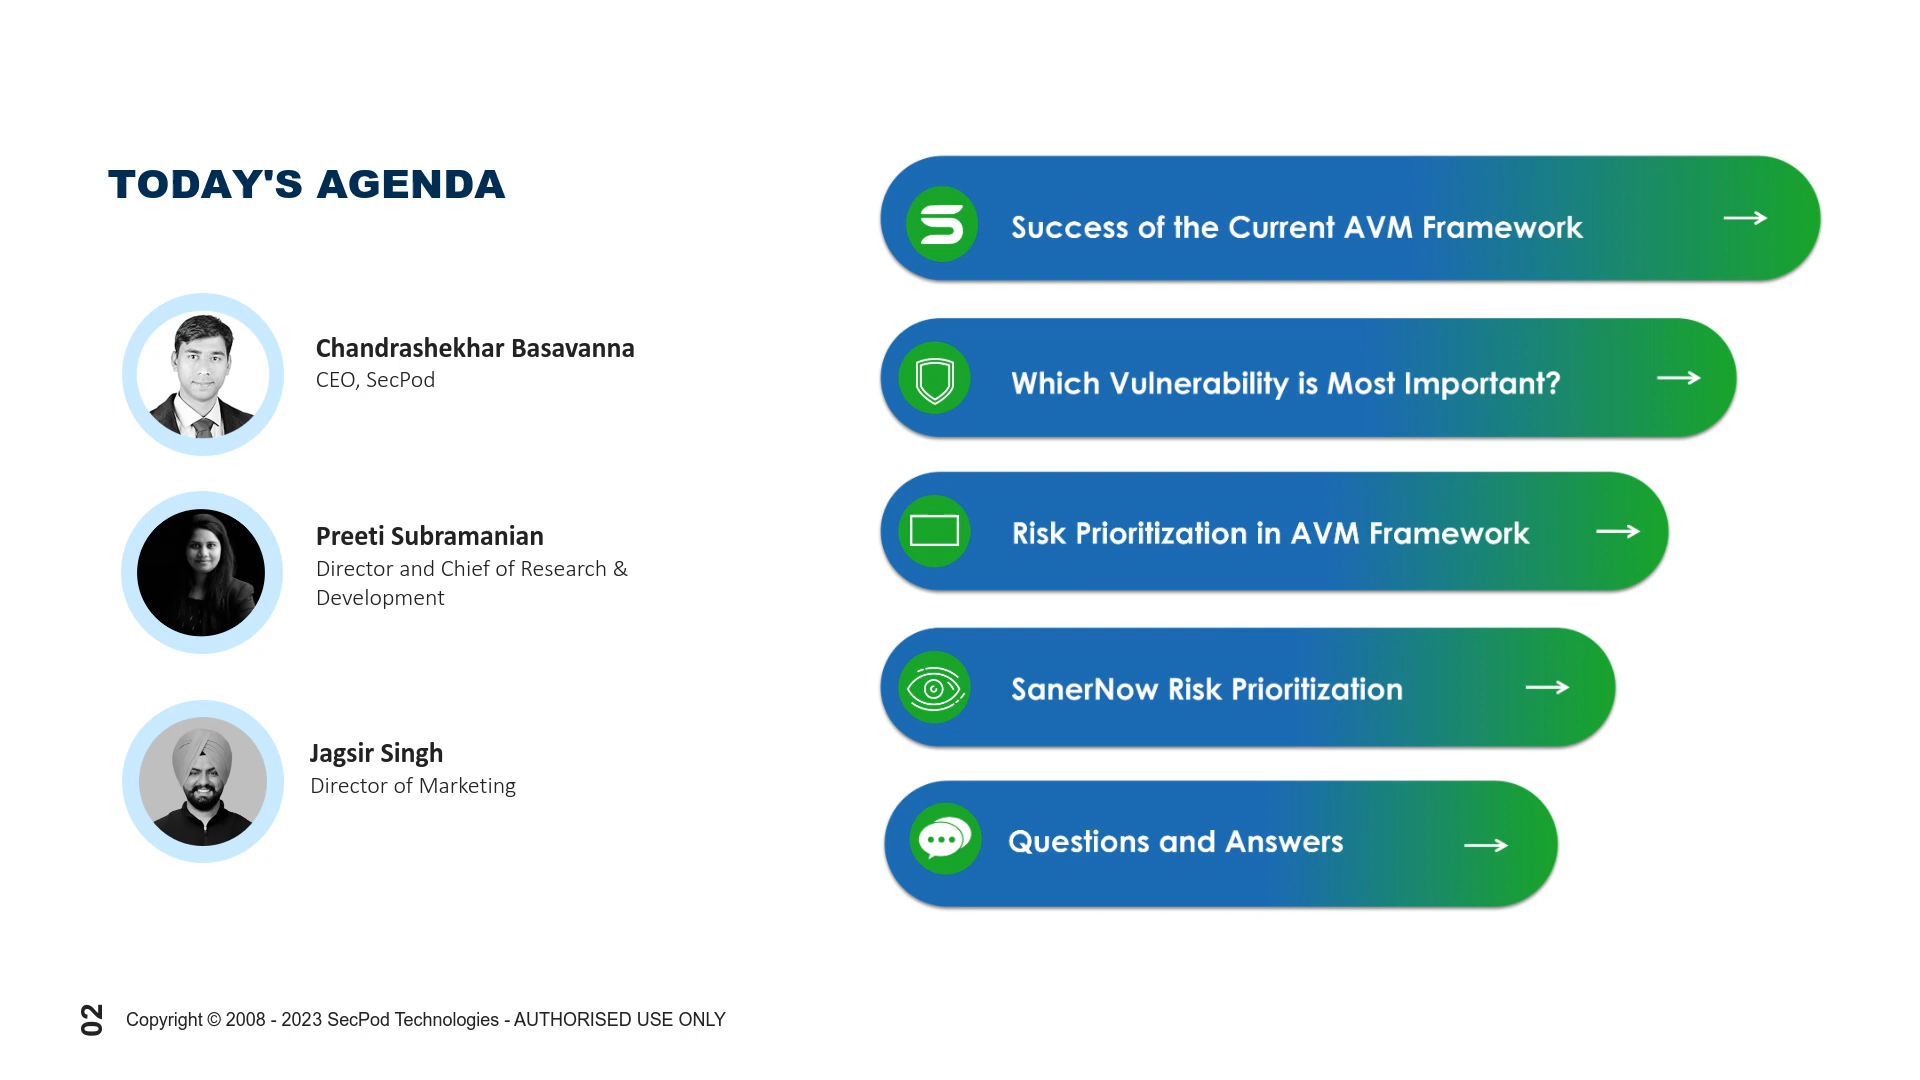 TODAY'S AGENDA
Chandrashekhar Basavanna
CEO, SecPod
Preeti Subramanian
Director and Chief of Research &
Development
Jagsir Singh
Director of Marketing
Success of the Current AVM Framework
Which Vulnerability is Most Important?
Risk Prioritization in AVM Framework
SanerNow Risk Prioritization
Questions and Answers
02
Copyright © 2008 - 2023 SecPod Technologies - AUTHORISED USE ONLY